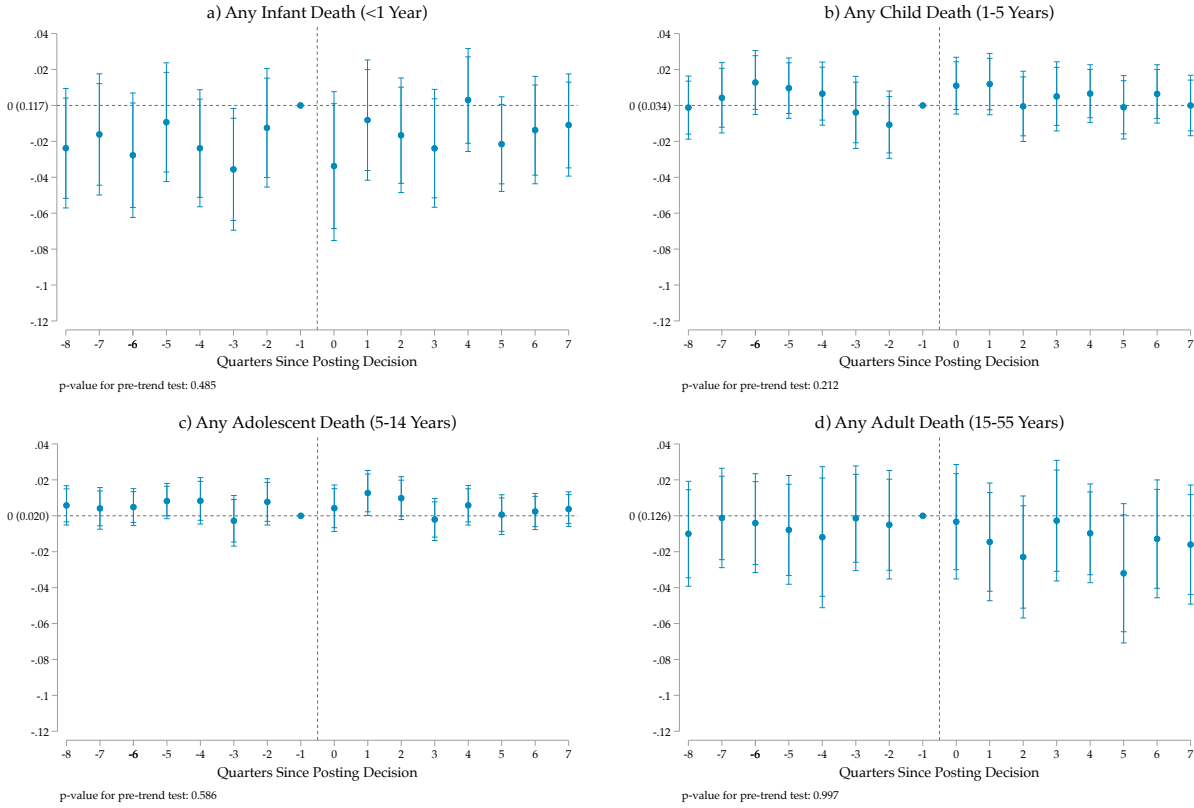 a) Any Infant Death (<1 Year)
.04
.02
0 (0.117)
-.02
-.04
-.06
-.08
-.1
-.12
-8 -7 -6 -5 -4 -3 -2 -1 0 1 2 3 4 5 6 7
Quarters Since Posting Decision
p-value for pre-trend test: 0.485
b) Any Child Death (1-5 Years)
.04
.02
0 (0.034)
-.02
-.04
-.06
-.08
-.1
-.12
-8 -7 -6 -5 -4 -3 -2 -1 0 1 2 3 4 5 6 7
Quarters Since Posting Decision
p-value for pre-trend test: 0.212
c) Any Adolescent Death (5-14 Years)
.04
.02
0 (0.020)
-.02
-.04
-.06
-.08
-.1
-.12
-8 -7 -6 -5 -4 -3 -2 -1 0 1 2 3 4 5 6 7
Quarters Since Posting Decision
p-value for pre-trend test: 0.586
d) Any Adult Death (15-55 Years)
.04
.02
0 (0.126)
-.02
-.04
-.06
-.08
-.1
-.12
-8 -7 -6 -5 -4 -3 -2 -1 0 1 2 3 4 5 6 7
Quarters Since Posting Decision
p-value for pre-trend test: 0.997